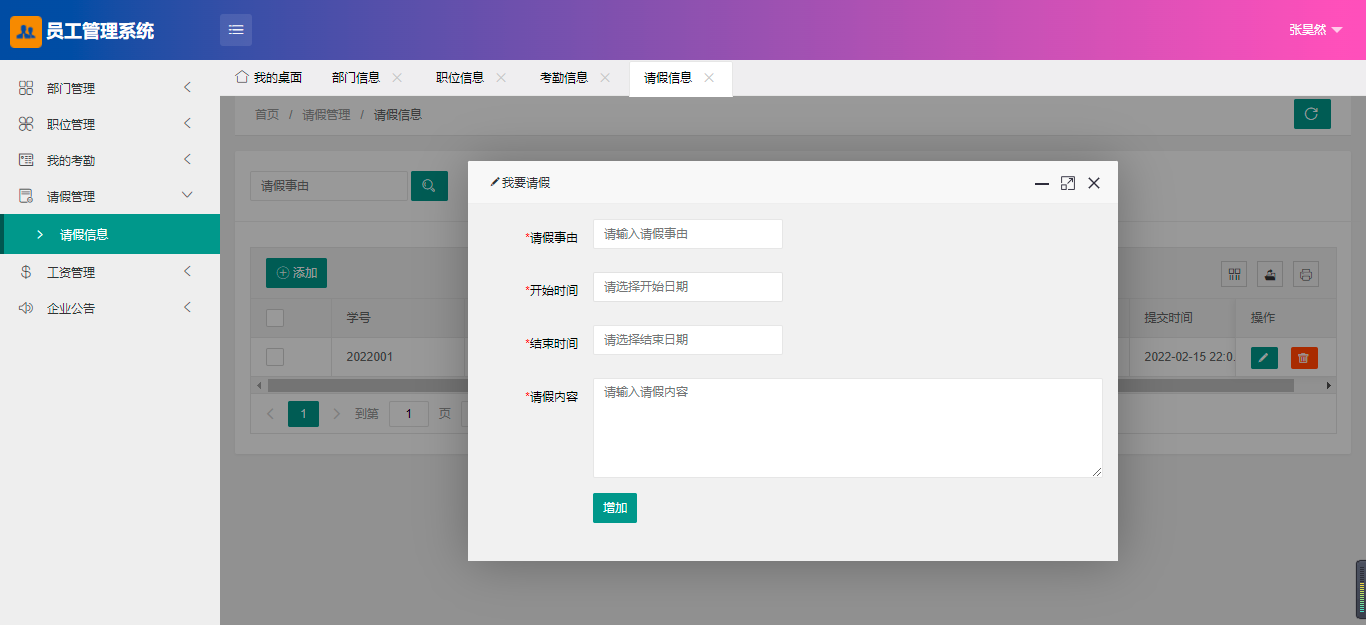 员工管理系统
张昊然
我的桌面 部门信息 职位信息 考勤信息 请假信息
部门管理
职位管理
我的考勤
请假管理
请假信息
工资管理
企业公告
首页 / 请假管理 / 请假信息
请假事由
添加
学号 提交时间 操作
2022001 2022-02-15 22:0.
1 到第 1 页
我要请假
*请假事由 请输入请假事由
*开始时间 请选择开始日期
*结束时间 请选择结束日期
*请假内容 请输入请假内容
增加